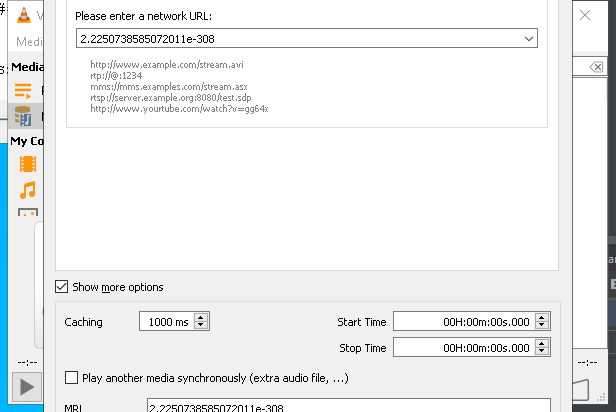 Please enter a network URL:
2.2250738585072011e-308
http://www.example.com/stream.avi
rtp://@:1234
mms://mms.examples.com/stream.asx
rtsp://server.example.org:8080/test.sdp
http://www.yourtube.com/watch?v=gg64x
Medi
Media
My Co
Show more options
Caching
1000 ms
Start Time
00H:00m:00s.000
Stop Time
00H:00m:00s.000
--:--
--:--
Play another media synchronously (extra audio file, ...)
MRL
2.2250738585072011e-308